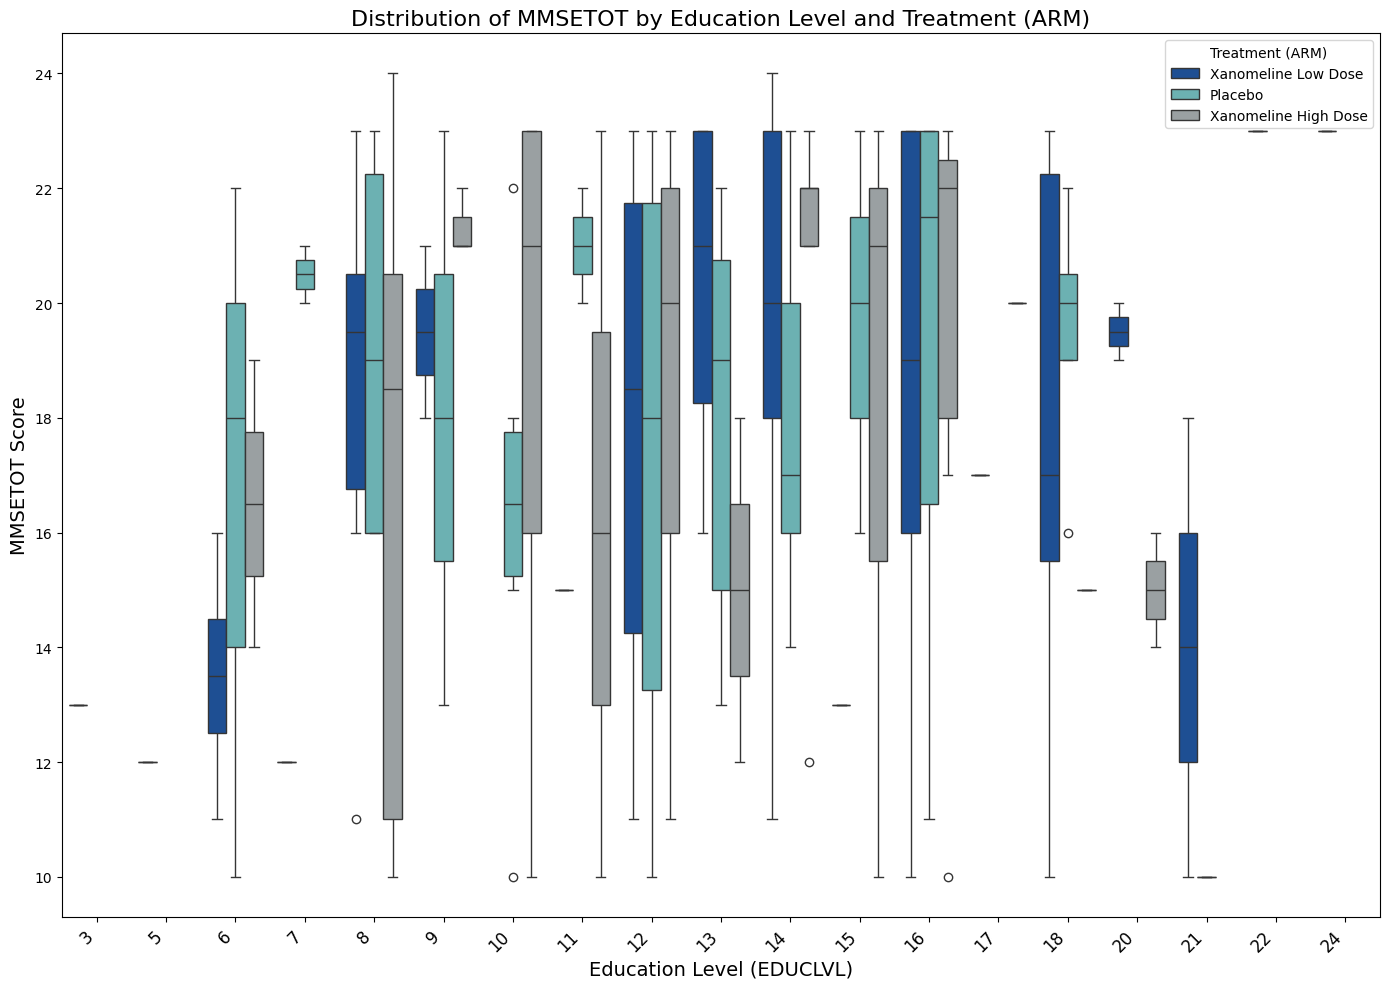 Distribution of MMSETOT by Education Level and Treatment (ARM)
Treatment (ARM)
Xanomeline Low Dose
Placebo
Xanomeline High Dose
MMSETOT Score
24
22
20
18
16
14
12
10
3 5 6 7 8 9 10 11 12 13 14 15 16 17 18 20 21 22 24
Education Level (EDUCLVL)